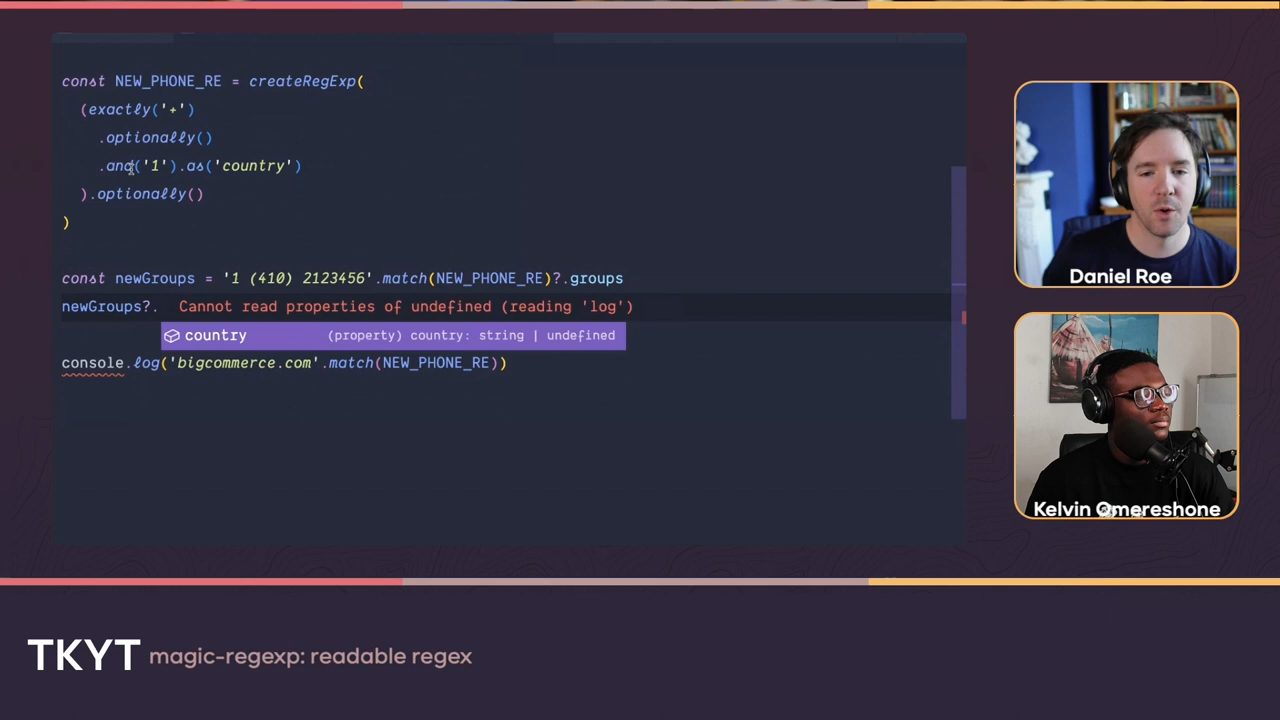 const NEW_PHONE_RE = createRegExp(
(exactly('+')
.optionally()
.and('1').as('country')
).optionally()
)
const newGroups = '1 (410) 2123456'.match(NEW_PHONE_RE)?.groups
newGroups?. Cannot read properties of undefined (reading 'log')
country (property) country: string | undefined
console.log('bigcommerce.com'.match(NEW_PHONE_RE))
Daniel Roe
Kelvin Omereshone
TKYT magic-regexp: readable regex